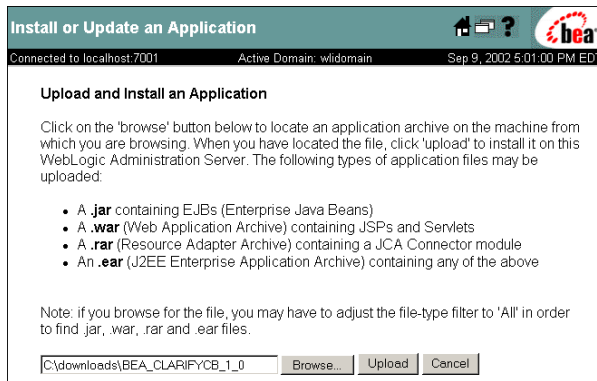 Install or Update an Application
bea
Connected to localhost:7001 Active Domain: wlidomain Sep 9, 2002 5:01:00 PM ED
Upload and Install an Application
Click on the 'browse' button below to locate an application archive on the machine from
which you are browsing. When you have located the file, click 'upload' to install it on this
WebLogic Administration Server. The following types of application files may be
uploaded:
• A .jar containing EJBs (Enterprise Java Beans)
• A .war (Web Application Archive) containing JSPs and Servlets
• A .rar (Resource Adapter Archive) containing a JCA Connector module
• An .ear (J2EE Enterprise Application Archive) containing any of the above
Note: if you browse for the file, you may have to adjust the file-type filter to 'All' in order
to find .jar, .war, .rar and .ear files.
C:\downloads\BEA_CLARIFYCB_1_0 Browse... Upload Cancel